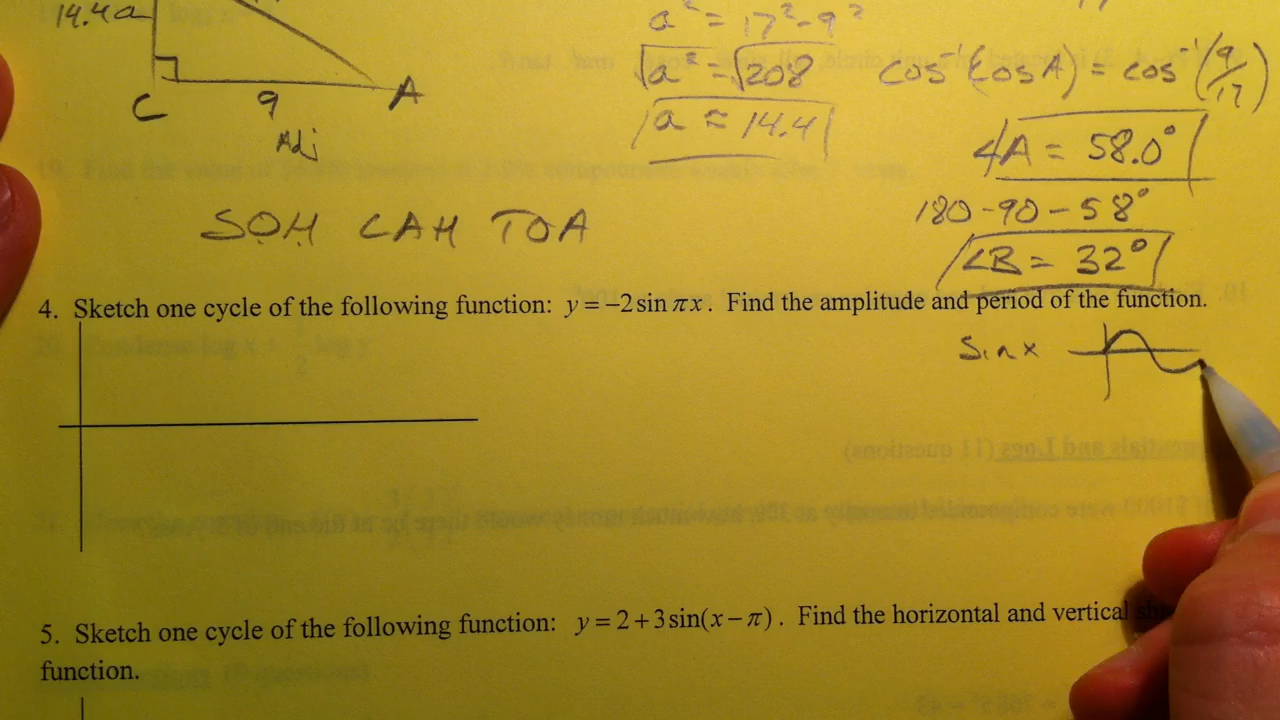 14.4 a
C 9 A
Adj
a² = 17² - 9²
√a² = √208
a ≈ 14.4
cos⁻¹(cos A) = cos⁻¹(9/17)
∠A = 58.0°
180 - 90 - 58°
∠B = 32°
SOH CAH TOA
4. Sketch one cycle of the following function: y = −2 sin πx. Find the amplitude and period of the function.
sin x
5. Sketch one cycle of the following function: y = 2 + 3 sin(x − π). Find the horizontal and vertical
function.